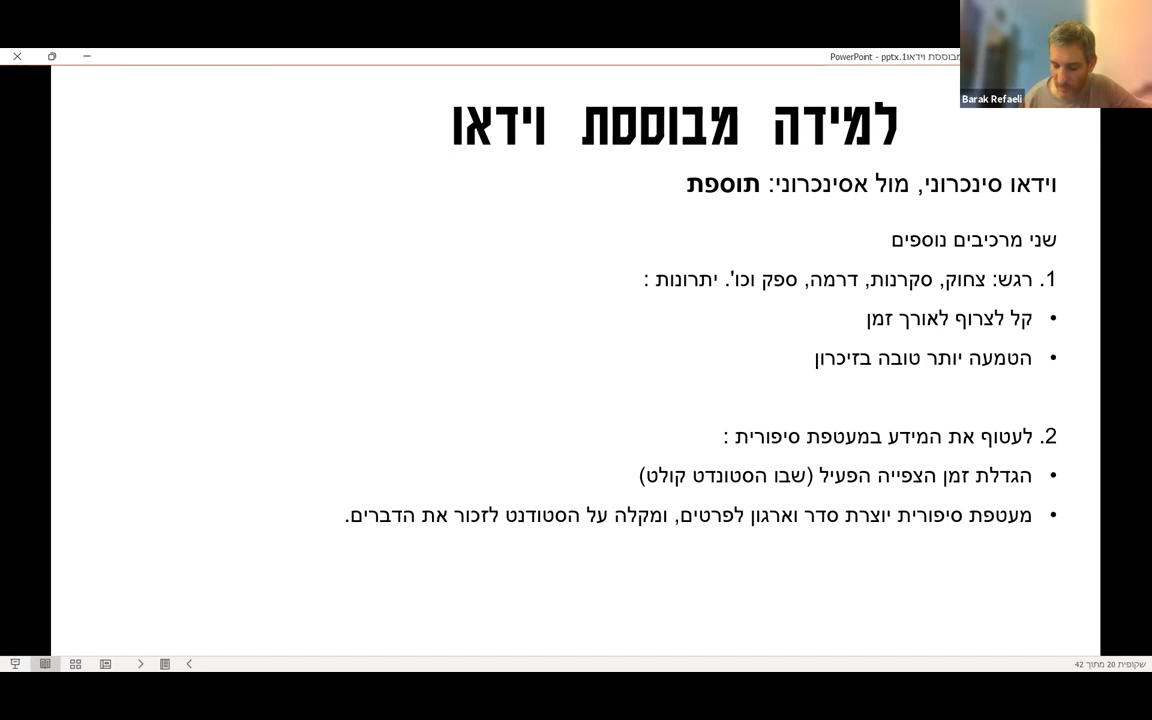 מבוססת וידאו1.pptx - PowerPoint
Barak Refaeli
למידה מבוססת וידאו
וידאו סינכרוני, מול אסינכרוני: תוספת
שני מרכיבים נוספים
1. רגש: צחוק, סקרנות, דרמה, ספק וכו'. יתרונות :
• קל לצרוף לאורך זמן
• הטמעה יותר טובה בזיכרון
2. לעטוף את המידע במעטפת סיפורית :
• הגדלת זמן הצפייה הפעיל (שבו הסטונדט קולט)
• מעטפת סיפורית יוצרת סדר וארגון לפרטים, ומקלה על הסטודנט לזכור את הדברים.
שקופית 20 מתוך 42